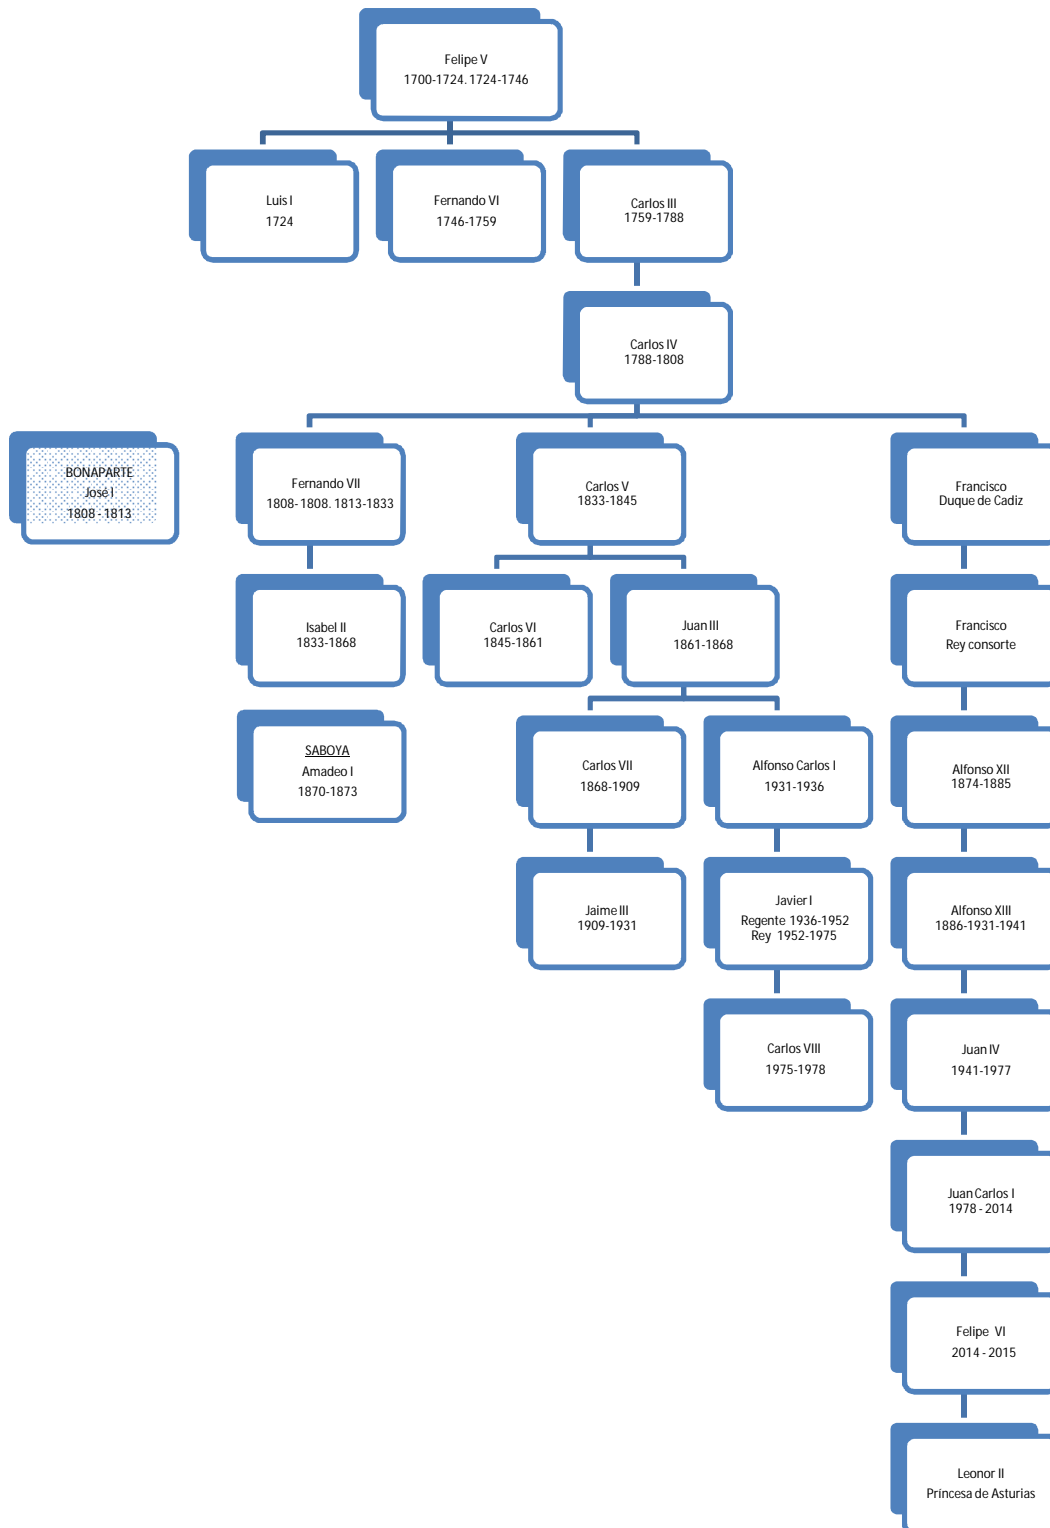 Felipe V
1700-1724. 1724-1746
Luis I
1724
Fernando VI
1746-1759
Carlos III
1759-1788
Carlos IV
1788-1808
BONAPARTE
José I
1808 - 1813
Fernando VII
1808- 1808. 1813-1833
Carlos V
1833-1845
Francisco
Duque de Cadiz
Isabel II
1833-1868
Carlos VI
1845-1861
Juan III
1861-1868
Francisco
Rey consorte
SABOYA
Amadeo I
1870-1873
Carlos VII
1868-1909
Alfonso Carlos I
1931-1936
Alfonso XII
1874-1885
Jaime III
1909-1931
Javier I
Regente 1936-1952
Rey 1952-1975
Alfonso XIII
1886-1931-1941
Carlos VIII
1975-1978
Juan IV
1941-1977
Juan Carlos I
1978 - 2014
Felipe VI
2014 - 2015
Leonor II
Princesa de Asturias